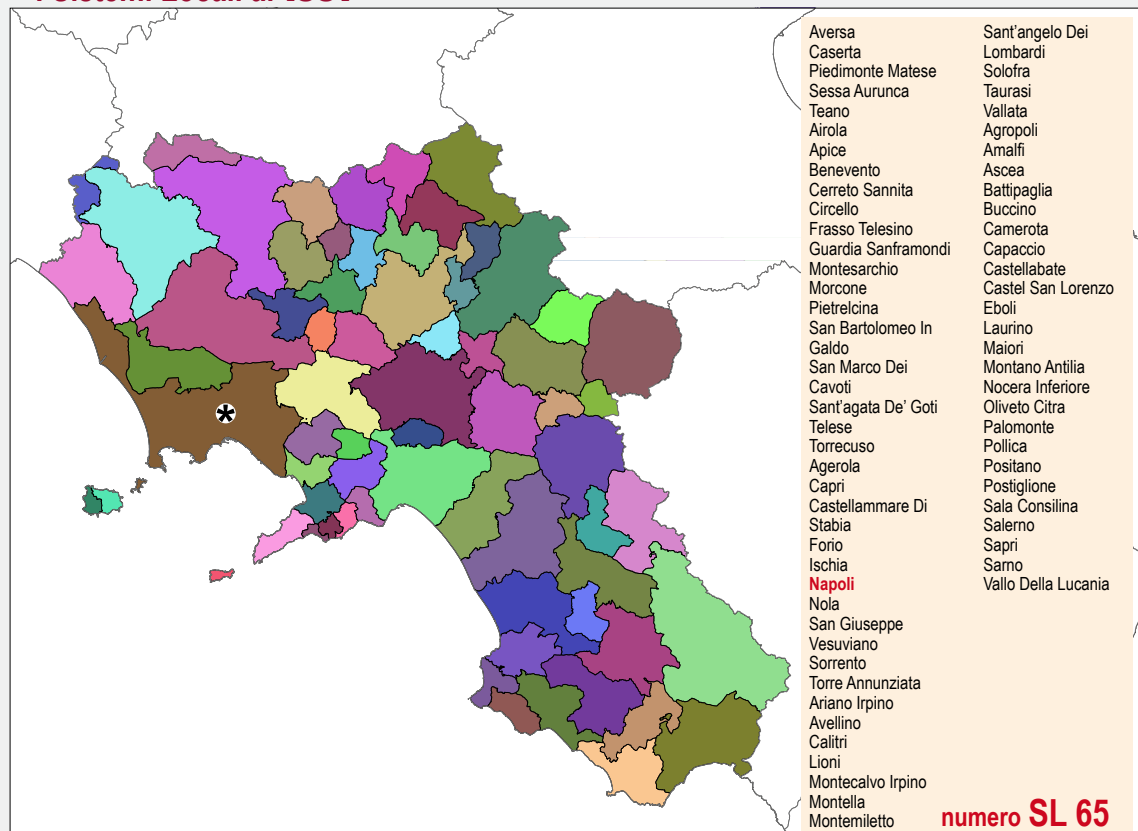 Aversa
Caserta
Piedimonte Matese
Sessa Aurunca
Teano
Airola
Apice
Benevento
Cerreto Sannita
Circello
Frasso Telesino
Guardia Sanframondi
Montesarchio
Morcone
Pietrelcina
San Bartolomeo In
Galdo
San Marco Dei
Cavoti
Sant'agata De' Goti
Telese
Torrecuso
Agerola
Capri
Castellammare Di
Stabia
Forio
Ischia
Napoli
Nola
San Giuseppe
Vesuviano
Sorrento
Torre Annunziata
Ariano Irpino
Avellino
Calitri
Lioni
Montecalvo Irpino
Montella
Montemiletto
Sant'angelo Dei
Lombardi
Solofra
Taurasi
Vallata
Agropoli
Amalfi
Ascea
Battipaglia
Buccino
Camerota
Capaccio
Castellabate
Castel San Lorenzo
Eboli
Laurino
Maiori
Montano Antilia
Nocera Inferiore
Oliveto Citra
Palomonte
Pollica
Positano
Postiglione
Sala Consilina
Salerno
Sapri
Sarno
Vallo Della Lucania
numero SL 65